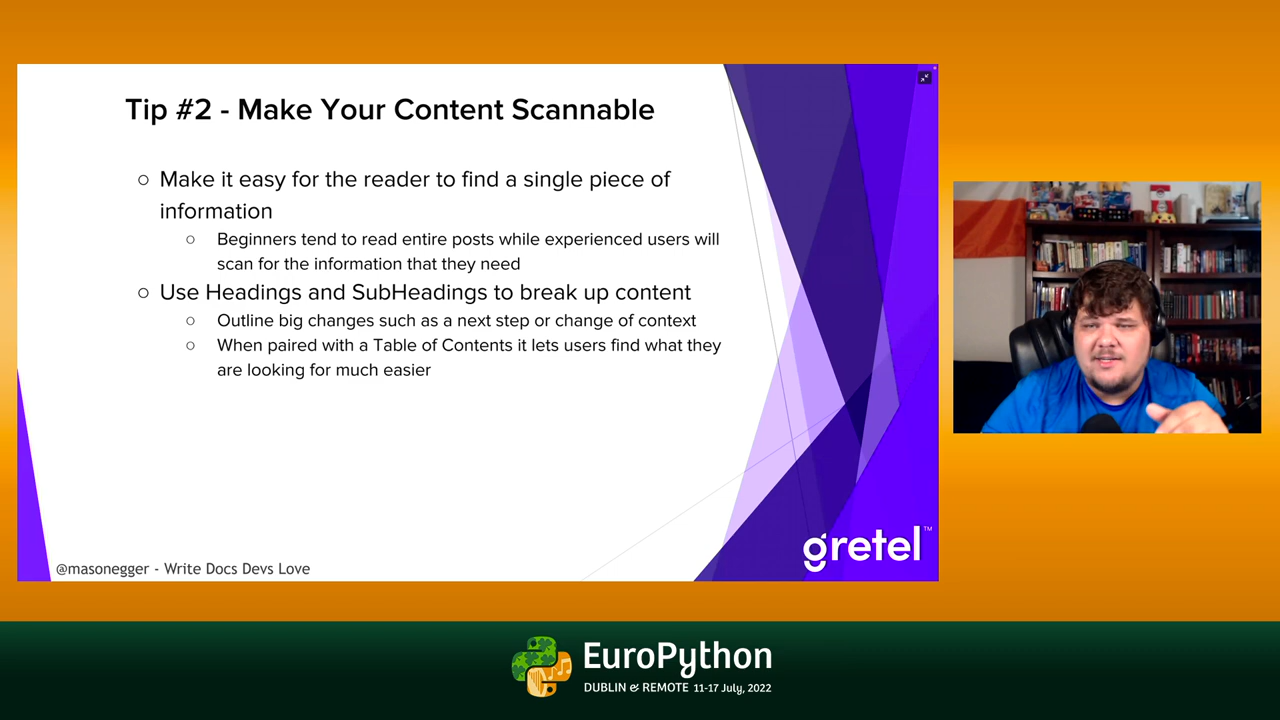 Tip #2 - Make Your Content Scannable
○ Make it easy for the reader to find a single piece of
information
○ Beginners tend to read entire posts while experienced users will
scan for the information that they need
○ Use Headings and SubHeadings to break up content
○ Outline big changes such as a next step or change of context
○ When paired with a Table of Contents it lets users find what they
are looking for much easier
gretel™
@masonegger - Write Docs Devs Love
EuroPython
DUBLIN & REMOTE 11-17 July, 2022